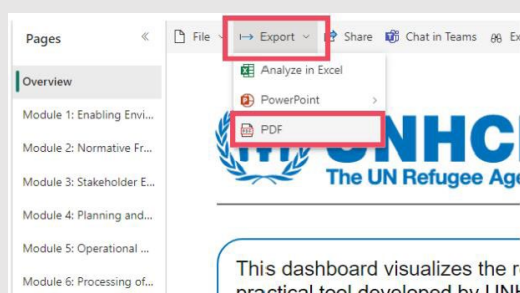 Pages
File
Export
Share
Chat in Teams
Overview
Analyze in Excel
PowerPoint
PDF
Module 1: Enabling Envi...
Module 2: Normative Fr...
Module 3: Stakeholder E...
Module 4: Planning and...
Module 5: Operational ...
Module 6: Processing of...
The UN Refugee
This dashboard visualizes the
practical tool developed by